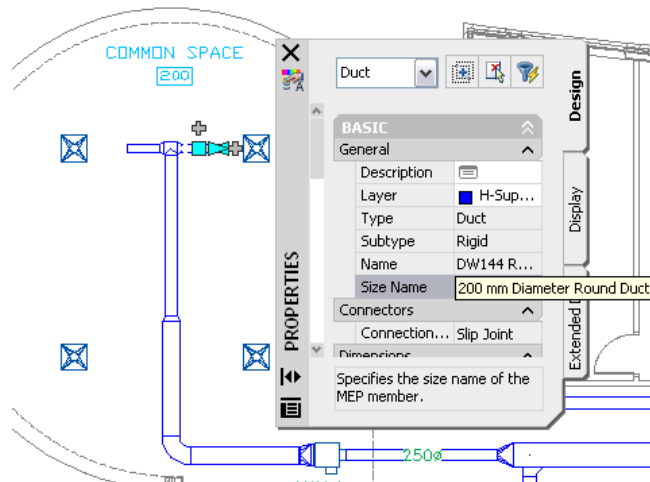 COMMON SPACE
200
Duct
BASIC
General
Description
Layer H-Sup...
Type Duct
Subtype Rigid
Name DW144 R...
Size Name 200 mm Diameter Round Duct
Connectors
Connection... Slip Joint
Dimensions
Specifies the size name of the
MEP member.
PROPERTIES
Design
Display
Extended D
250ø